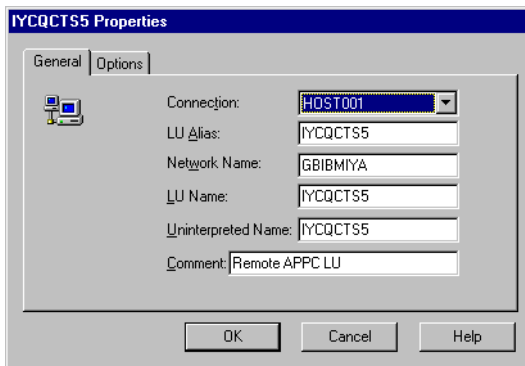 IYCQCTS5 Properties
General Options
Connection: HOST001
LU Alias: IYCQCTS5
Network Name: GBIBMIYA
LU Name: IYCQCTS5
Uninterpreted Name: IYCQCTS5
Comment: Remote APPC LU
OK Cancel Help